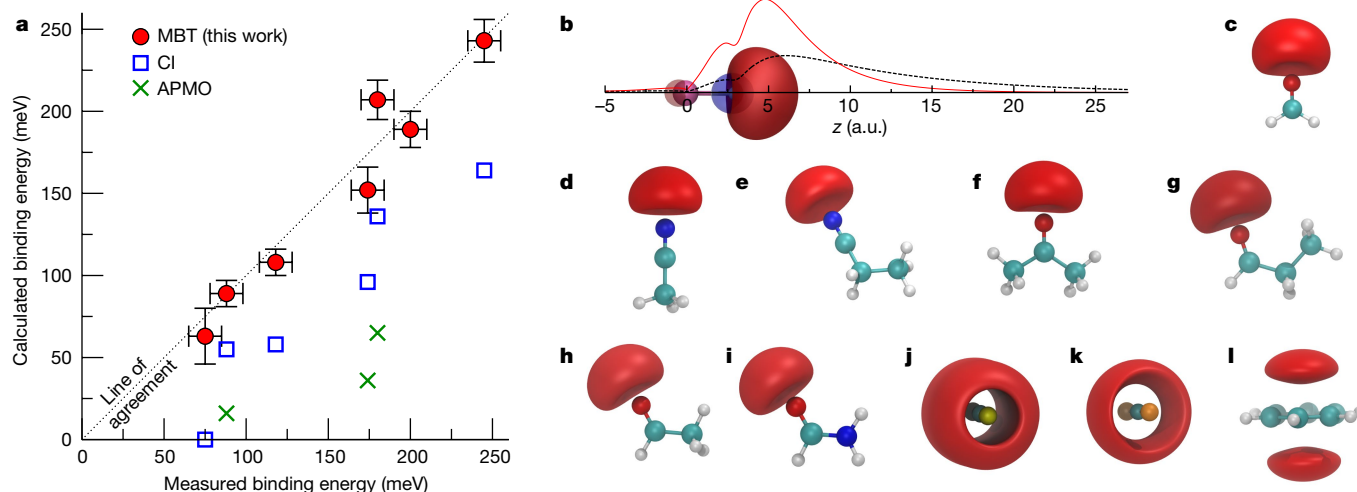 a
250
200
150
100
50
0
Calculated binding energy (meV)
MBT (this work)
CI
APMO
Line of
agreement
0 50 100 150 200 250
Measured binding energy (meV)
b
−5 0 5 10 15 20 25
z (a.u.)
c
d
e
f
g
h
i
j
k
l